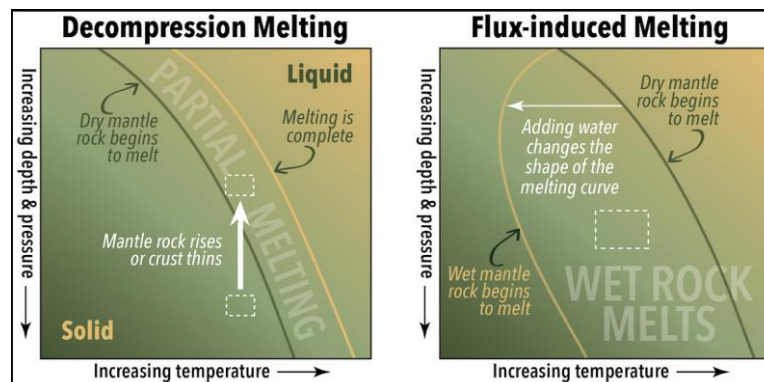 Decompression Melting
Increasing depth & pressure
Liquid
PARTIAL MELTING
Dry mantle
rock begins
to melt
Melting is
complete
Mantle rock rises
or crust thins
Solid
Increasing temperature
Flux-induced Melting
Increasing depth & pressure
Dry mantle
rock begins
to melt
Adding water
changes the
shape of the
melting curve
Wet mantle
rock begins
to melt
WET ROCK
MELTS
Increasing temperature